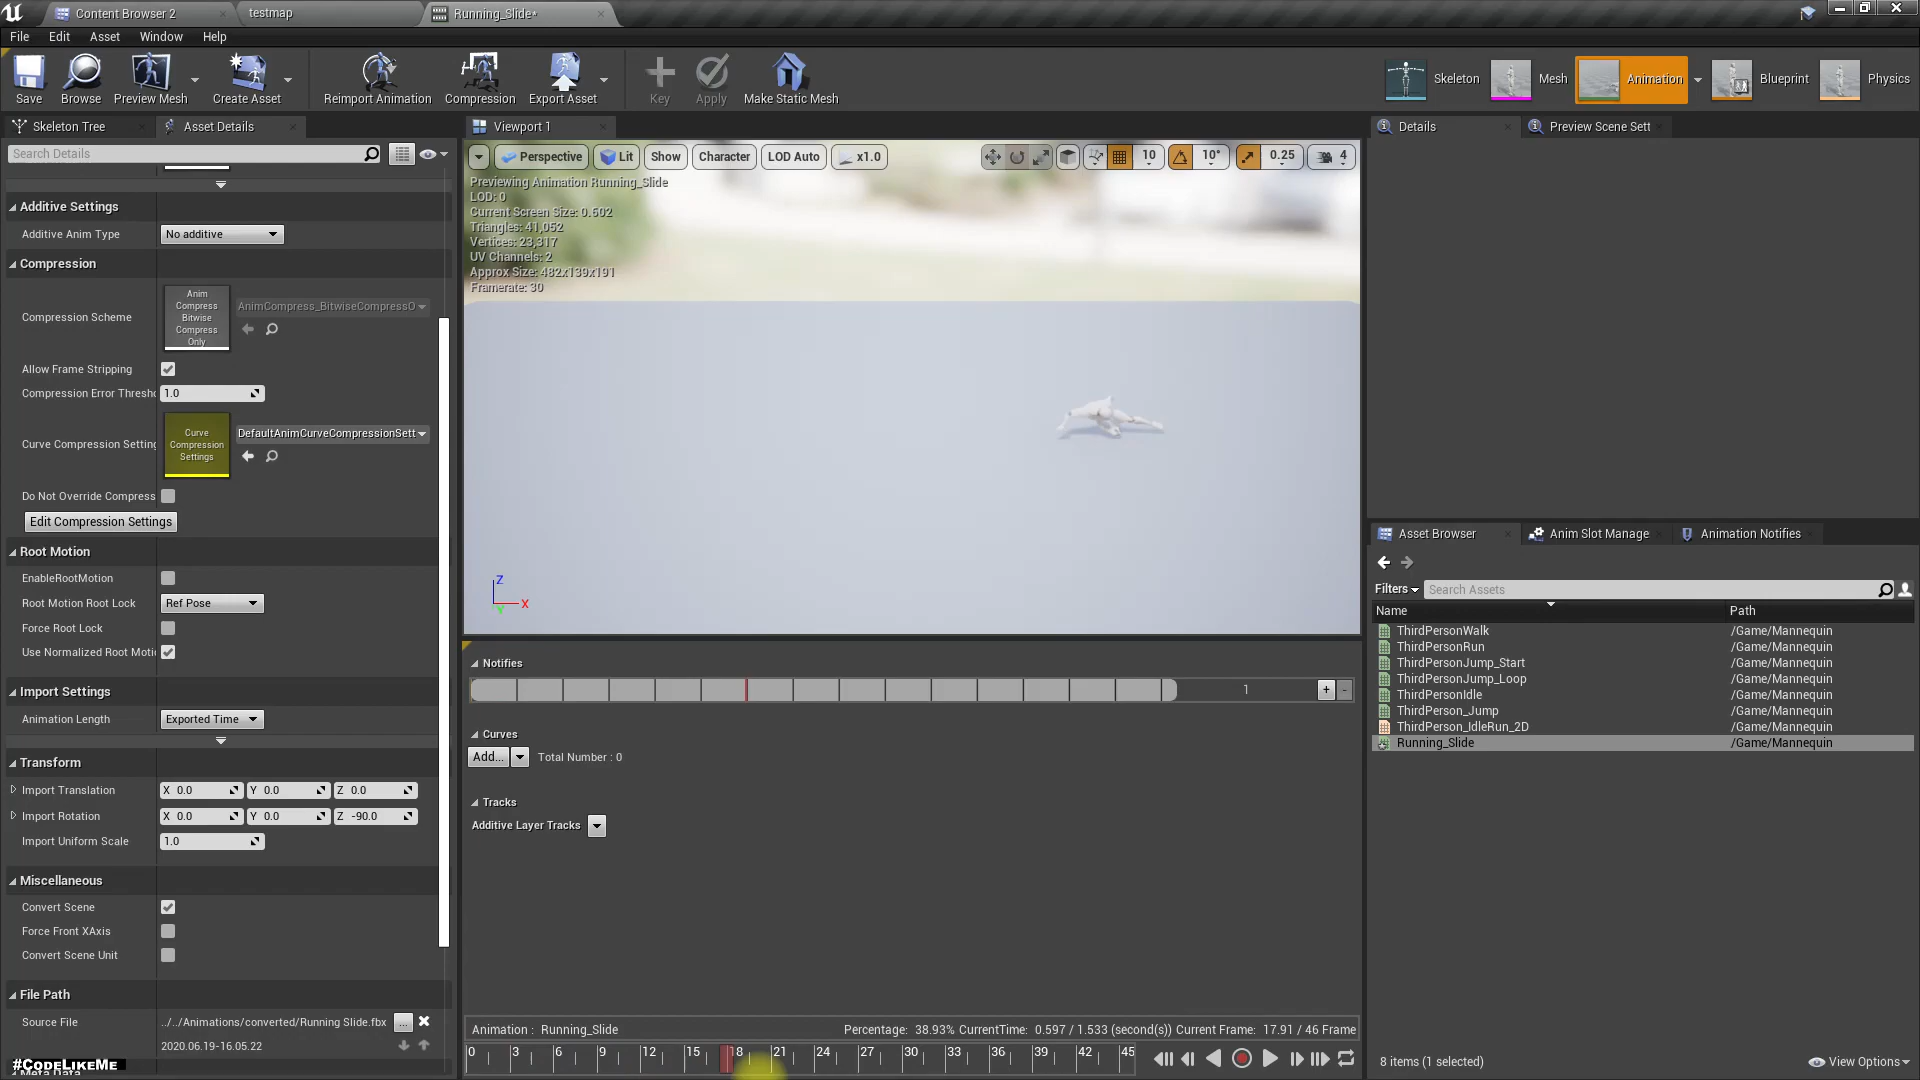 Content Browser 2
testmap
Running_Slide*
File Edit Asset Window Help
Save Browse Preview Mesh Create Asset Reimport Animation Compression Export Asset Key Apply Make Static Mesh
Skeleton Mesh Animation Blueprint Physics
Skeleton Tree Asset Details
Search Details
Additive Settings
Additive Anim Type No additive
Compression
Compression Scheme
Anim
Compress
Bitwise
Compress
Only
AnimCompress_BitwiseCompressO
Allow Frame Stripping
Compression Error Thresho 1.0
Curve Compression Setting
Curve
Compression
Settings
DefaultAnimCurveCompressionSett
Do Not Override Compress
Edit Compression Settings
Root Motion
EnableRootMotion
Root Motion Root Lock Ref Pose
Force Root Lock
Use Normalized Root Motio
Import Settings
Animation Length Exported Time
Transform
Import Translation X 0.0 Y 0.0 Z 0.0
Import Rotation X 0.0 Y 0.0 Z -90.0
Import Uniform Scale 1.0
Miscellaneous
Convert Scene
Force Front XAxis
Convert Scene Unit
File Path
Source File ../../Animations/converted/Running Slide.fbx ...
2020.06.19-16.05.22
#CodeLikeMe
Meta Data
Viewport 1
Perspective Lit Show Character LOD Auto x1.0 10 10° 0.25 4
Previewing Animation Running_Slide
LOD: 0
Current Screen Size: 0.602
Triangles: 41,052
Vertices: 23,317
UV Channels: 2
Approx Size: 482x139x191
Framerate: 30
Z
X
Y
Notifies
1 + -
Curves
Add... Total Number : 0
Tracks
Additive Layer Tracks
Animation : Running_Slide Percentage: 38.93% CurrentTime: 0.597 / 1.533 (second(s)) Current Frame: 17.91 / 46 Frame
0 3 6 9 12 15 18 21 24 27 30 33 36 39 42 45
Details Preview Scene Sett
Asset Browser Anim Slot Manage Animation Notifies
Filters Search Assets
Name Path
ThirdPersonWalk /Game/Mannequin
ThirdPersonRun /Game/Mannequin
ThirdPersonJump_Start /Game/Mannequin
ThirdPersonJump_Loop /Game/Mannequin
ThirdPersonIdle /Game/Mannequin
ThirdPerson_Jump /Game/Mannequin
ThirdPerson_IdleRun_2D /Game/Mannequin
Running_Slide /Game/Mannequin
8 items (1 selected) View Options